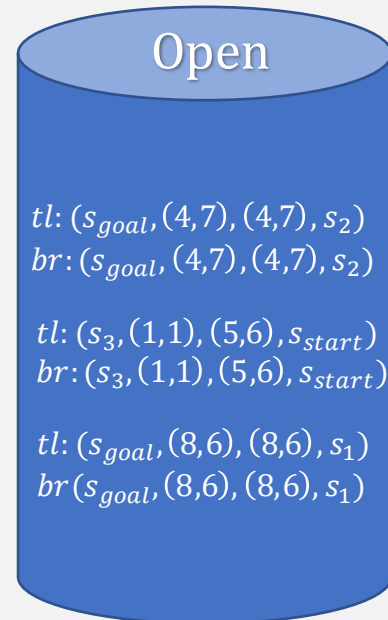 Open
tl: (s_goal, (4,7), (4,7), s_2)
br: (s_goal, (4,7), (4,7), s_2)
tl: (s_3, (1,1), (5,6), s_start)
br: (s_3, (1,1), (5,6), s_start)
tl: (s_goal, (8,6), (8,6), s_1)
br(s_goal, (8,6), (8,6), s_1)